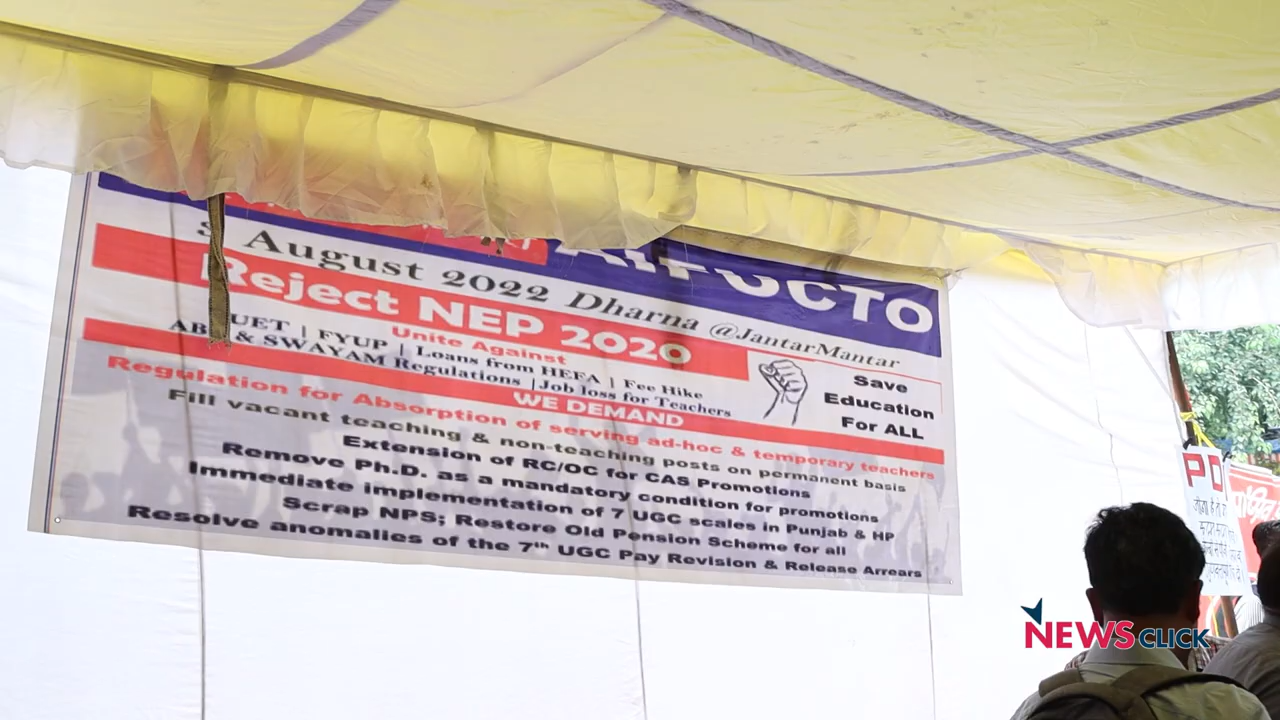 AIFUCTO
August 2022 Dharna @JantarMantar
Reject NEP 2020
Unite Against
UET | FYUP | Loans from HEFA | Fee Hike
& SWAYAM Regulations | Job loss for Teachers
Save
Education
For ALL
WE DEMAND
Regulation for Absorption of serving ad-hoc & temporary teachers
Fill vacant teaching & non-teaching posts on permanent basis
Extension of RC/OC for CAS Promotions
Remove Ph.D. as a mandatory condition for promotions
Immediate implementation of 7 UGC scales in Punjab & HP
Scrap NPS; Restore Old Pension Scheme for all
Resolve anomalies of the 7th UGC Pay Revision & Release Arrears
PD
NEWSCLICK